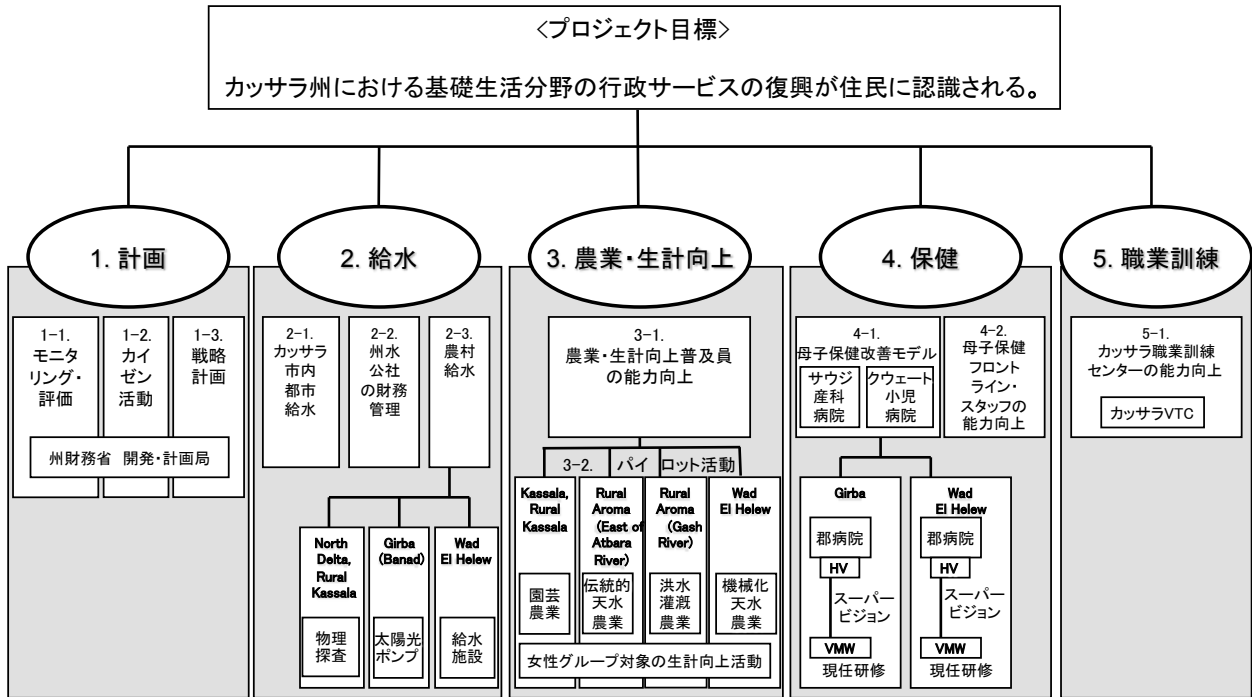 <プロジェクト目標>
カッサラ州における基礎生活分野の行政サービスの復興が住民に認識される。
1. 計画
1-1.
モニタ
リング・
評価
1-2.
カイ
ゼン
活動
1-3.
戦略
計画
州財務省 開発・計画局
2. 給水
2-1.
カッサラ
市内
都市
給水
2-2.
州水
公社
の財務
管理
2-3.
農村
給水
North
Delta,
Rural
Kassala
物理
探査
Girba
(Banad)
太陽光
ポンプ
Wad
El Helew
給水
施設
3. 農業・生計向上
3-1.
農業・生計向上普及員
の能力向上
3-2. パイロット活動
Kassala,
Rural
Kassala
園芸
農業
Rural
Aroma
(East of
Atbara
River)
伝統的
天水
農業
Rural
Aroma
(Gash
River)
洪水
灌漑
農業
Wad
El Helew
機械化
天水
農業
女性グループ対象の生計向上活動
4. 保健
4-1.
母子保健改善モデル
サウジ
産科
病院
クウェート
小児
病院
4-2.
母子保健
フロント
ライン・
スタッフの
能力向上
Girba
郡病院
HV
スーパー
ビジョン
VMW
現任研修
Wad
El Helew
郡病院
HV
スーパー
ビジョン
VMW
現任研修
5. 職業訓練
5-1.
カッサラ職業訓練
センターの能力向上
カッサラVTC